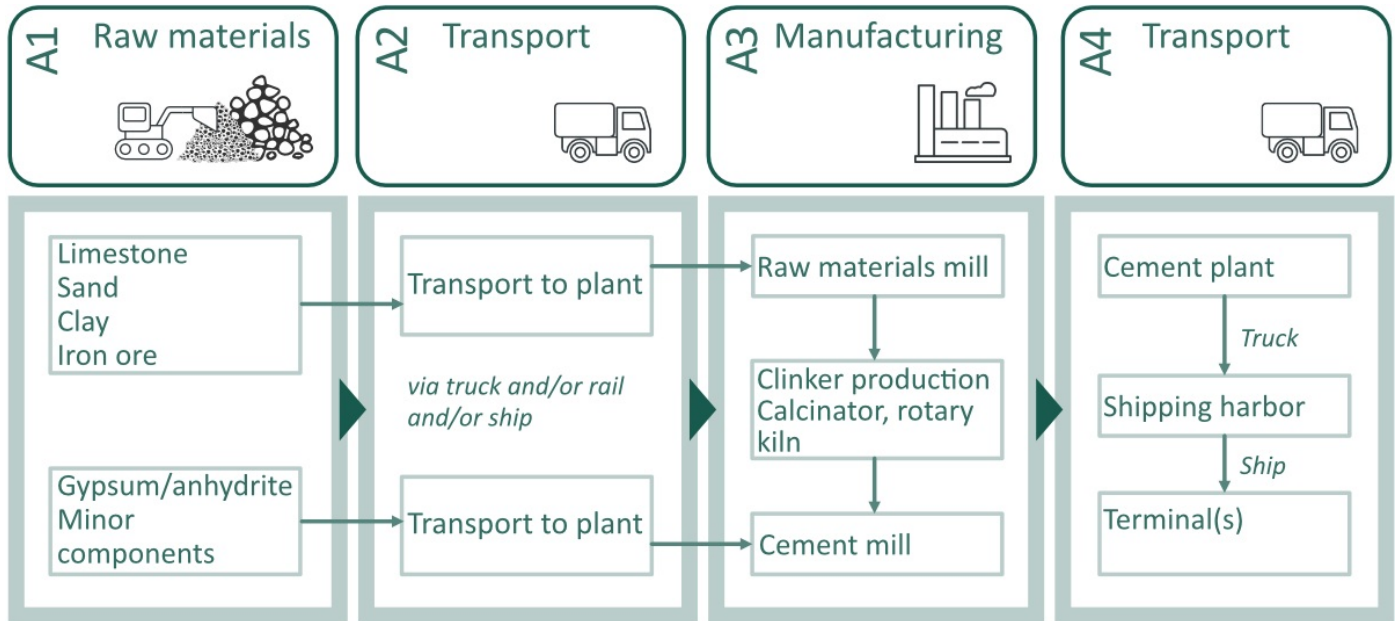 A1 Raw materials
A2 Transport
A3 Manufacturing
A4 Transport
Limestone
Sand
Clay
Iron ore
Gypsum/anhydrite
Minor
components
Transport to plant
via truck and/or rail
and/or ship
Transport to plant
Raw materials mill
Clinker production
Calcinator, rotary
kiln
Cement mill
Cement plant
Truck
Shipping harbor
Ship
Terminal(s)